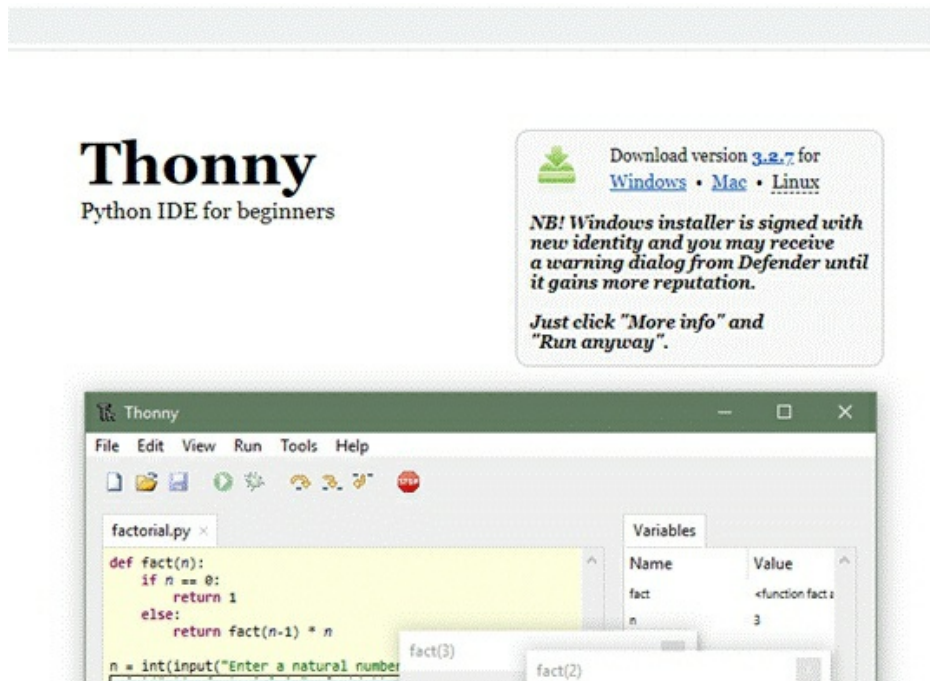 Thonny
Python IDE for beginners
Download version 3.2.7 for
Windows • Mac • Linux
NB! Windows installer is signed with
new identity and you may receive
a warning dialog from Defender until
it gains more reputation.
Just click "More info" and
"Run anyway".
Thonny
File Edit View Run Tools Help
STOP
factorial.py
def fact(n):
    if n == 0:
        return 1
    else:
        return fact(n-1) * n
n = int(input("Enter a natural number
Variables
Name Value
fact <function fact a
n 3
fact(3)
fact(2)